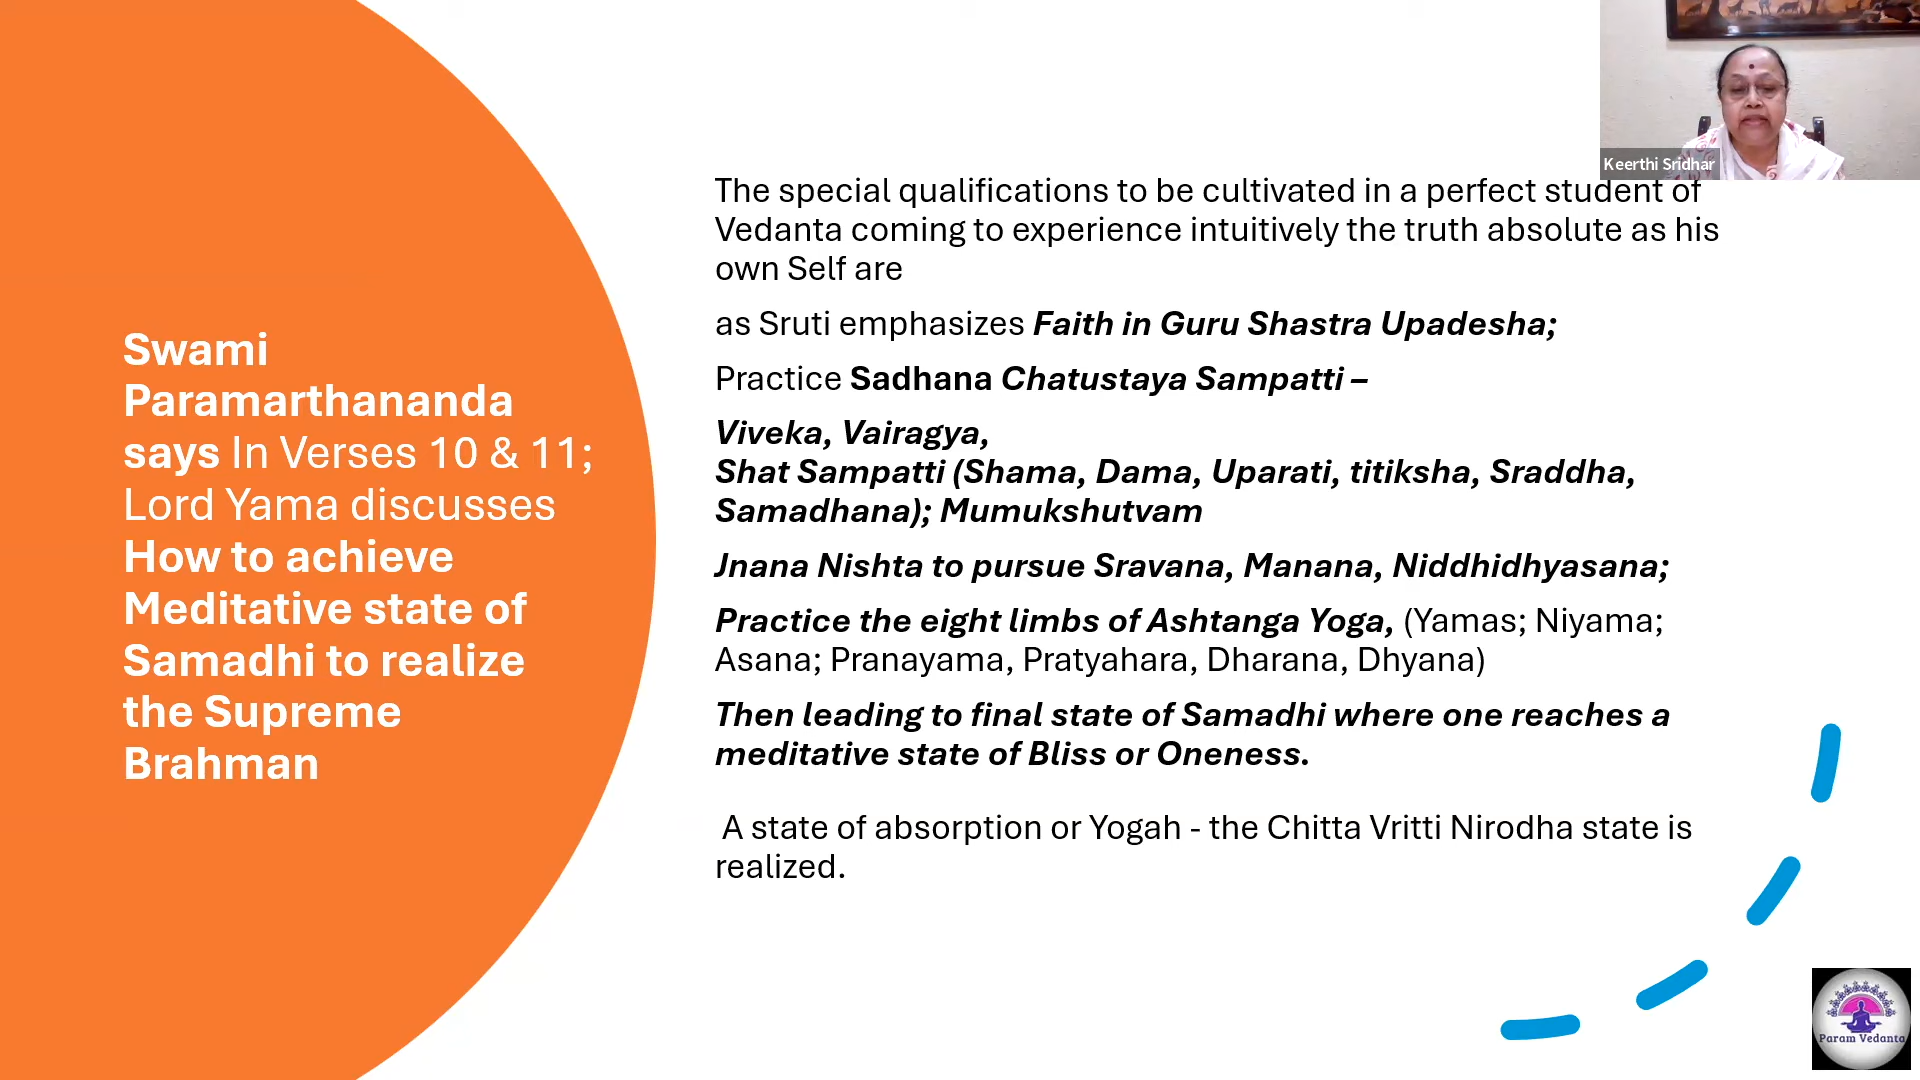 Swami
Paramarthananda
says In Verses 10 & 11;
Lord Yama discusses
How to achieve
Meditative state of
Samadhi to realize
the Supreme
Brahman
Keerthi Sridhar
The special qualifications to be cultivated in a perfect student of
Vedanta coming to experience intuitively the truth absolute as his
own Self are
as Sruti emphasizes Faith in Guru Shastra Upadesha;
Practice Sadhana Chatustaya Sampatti –
Viveka, Vairagya,
Shat Sampatti (Shama, Dama, Uparati, titiksha, Sraddha,
Samadhana); Mumukshutvam
Jnana Nishta to pursue Sravana, Manana, Niddhidhyasana;
Practice the eight limbs of Ashtanga Yoga, (Yamas; Niyama;
Asana; Pranayama, Pratyahara, Dharana, Dhyana)
Then leading to final state of Samadhi where one reaches a
meditative state of Bliss or Oneness.
A state of absorption or Yogah - the Chitta Vritti Nirodha state is
realized.
Param Vedanta